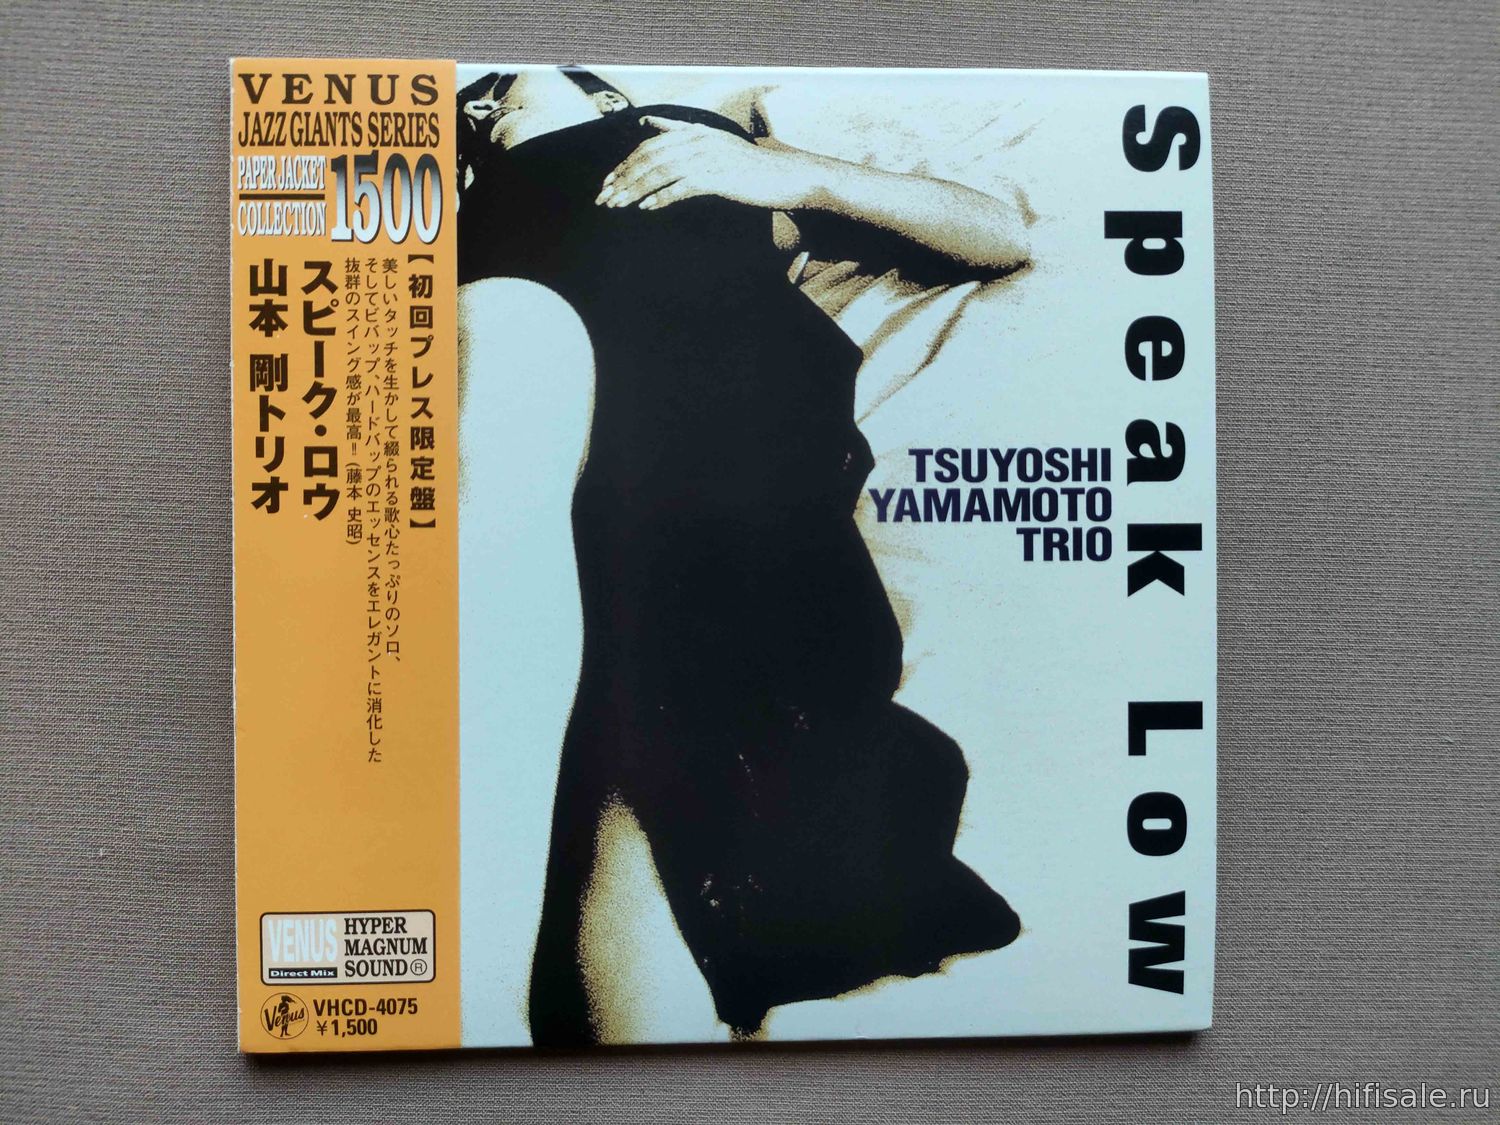 VENUS
JAZZ GIANTS SERIES
PAPER JACKET
COLLECTION
1500
【初回プレス限定盤】
美しいタッチを生かして綴られる歌心たっぷりのソロ、
そしてビバップ、ハードバップのエッセンスをエレガントに消化した
抜群のスイング感が最高!! (藤本 史昭)
スピーク・ロウ
山本 剛トリオ
VENUS
Direct Mix
HYPER
MAGNUM
SOUND®
Venus
VHCD-4075
¥1,500
TSUYOSHI
YAMAMOTO
TRIO
Speak Low
http://hifisale.ru